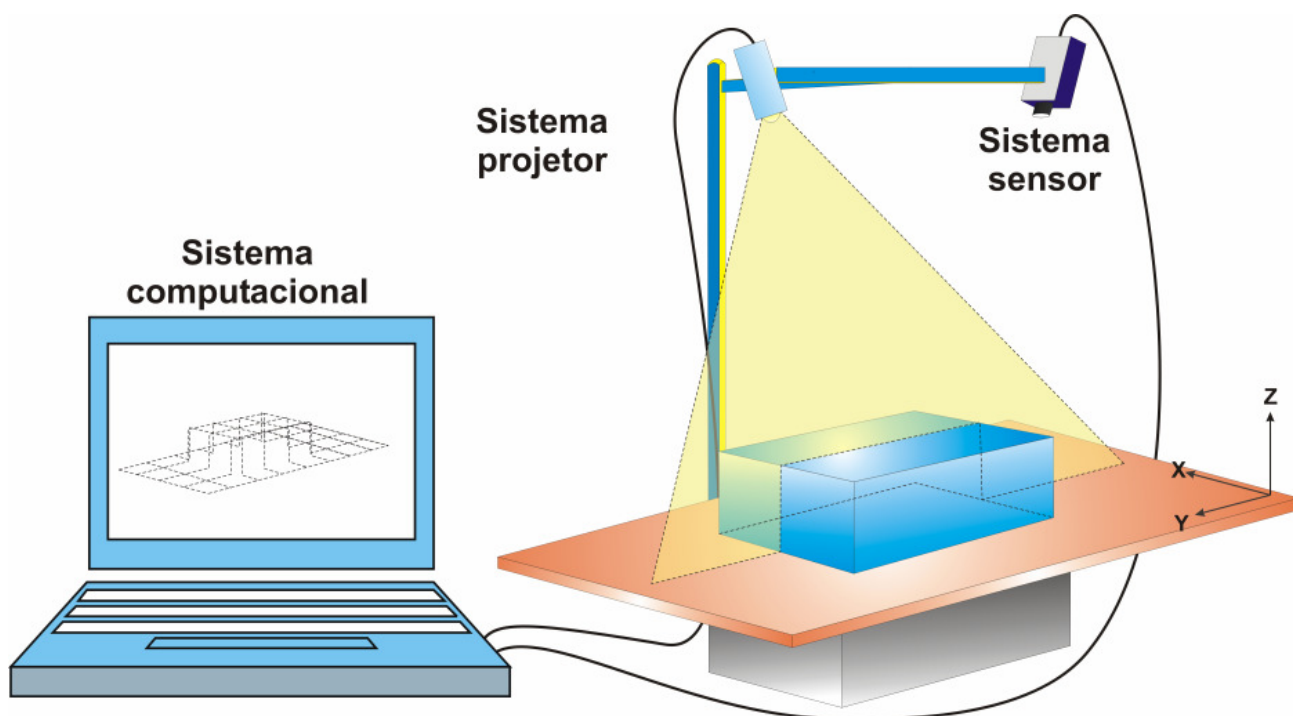 Sistema
projetor
Sistema
sensor
Sistema
computacional
Z
X
Y